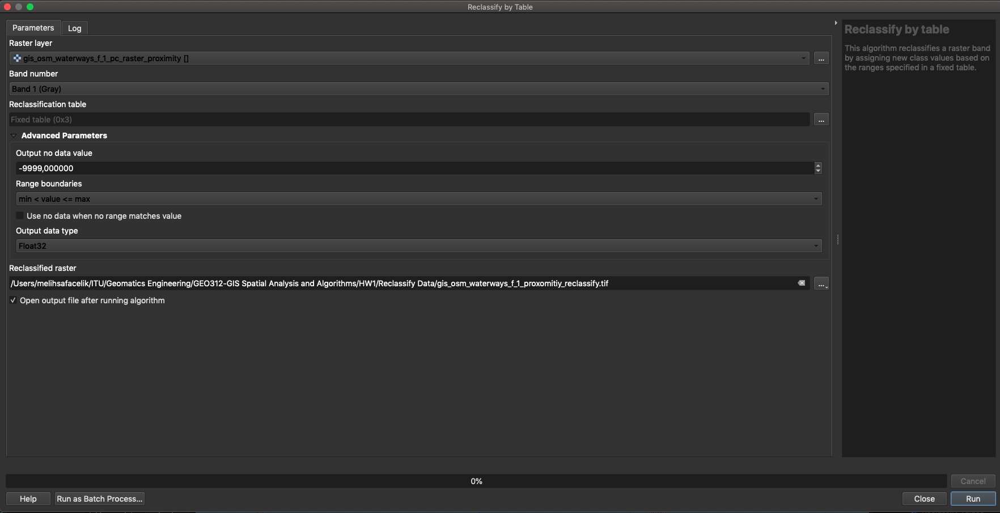 Reclassify by Table
Parameters
Log
Raster layer
gis_osm_waterways_f_1_pc_raster_proximity []
...
Band number
Band 1 (Gray)
Reclassification table
Fixed table (0x3)
...
Advanced Parameters
Output no data value
-9999,000000
Range boundaries
min < value <= max
Use no data when no range matches value
Output data type
Float32
Reclassified raster
/Users/melihsafacelik/ITU/Geomatics Engineering/GEO312-GIS Spatial Analysis and Algorithms/HW1/Reclassify Data/gis_osm_waterways_f_1_proxomitiy_reclassify.tif
...
Open output file after running algorithm
Reclassify by table
This algorithm reclassifies a raster band
by assigning new class values based on
the ranges specified in a fixed table.
0%
Cancel
Help
Run as Batch Process...
Close
Run